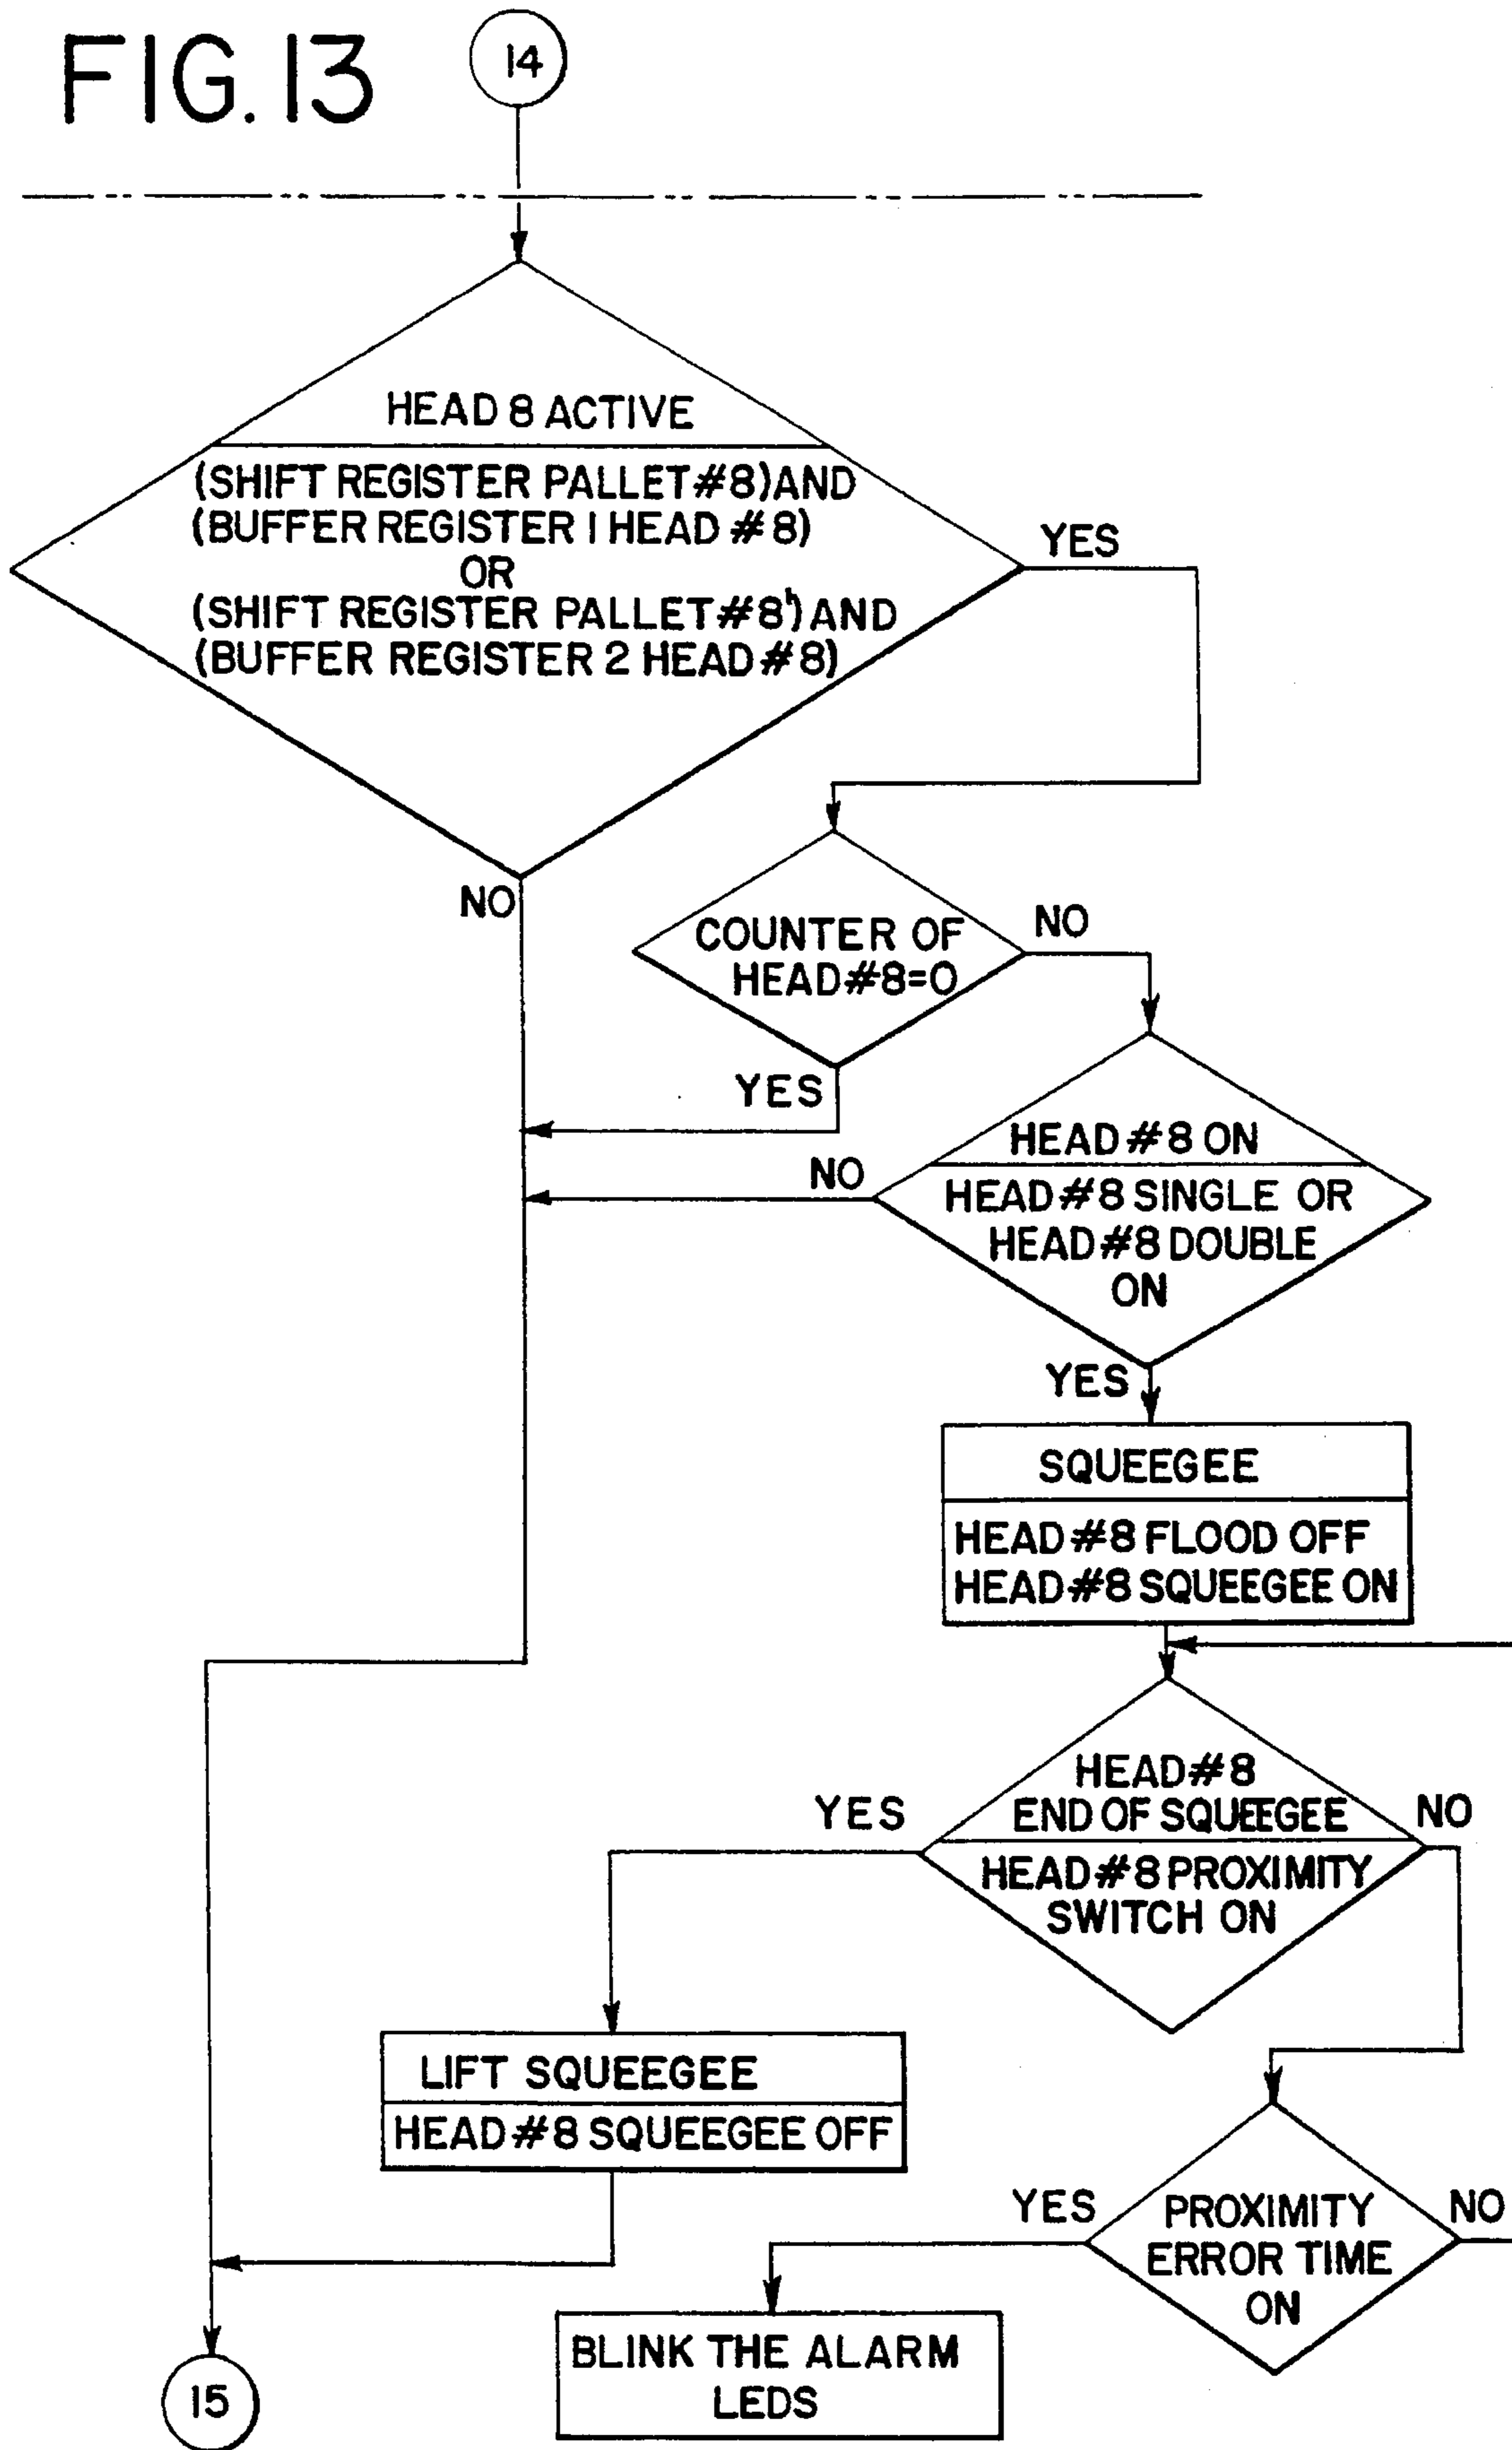 FIG. 13
14
HEAD 8 ACTIVE
(SHIFT REGISTER PALLET #8) AND
(BUFFER REGISTER 1 HEAD #8)
OR
(SHIFT REGISTER PALLET #8') AND
(BUFFER REGISTER 2 HEAD #8)
YES
NO
COUNTER OF
HEAD #8=0
NO
YES
HEAD #8 ON
HEAD #8 SINGLE OR
HEAD #8 DOUBLE
ON
NO
YES
SQUEEGEE
HEAD #8 FLOOD OFF
HEAD #8 SQUEEGEE ON
HEAD #8
END OF SQUEEGEE
HEAD #8 PROXIMITY
SWITCH ON
YES
NO
LIFT SQUEEGEE
HEAD #8 SQUEEGEE OFF
PROXIMITY
ERROR TIME
ON
YES
NO
BLINK THE ALARM
LEDS
15